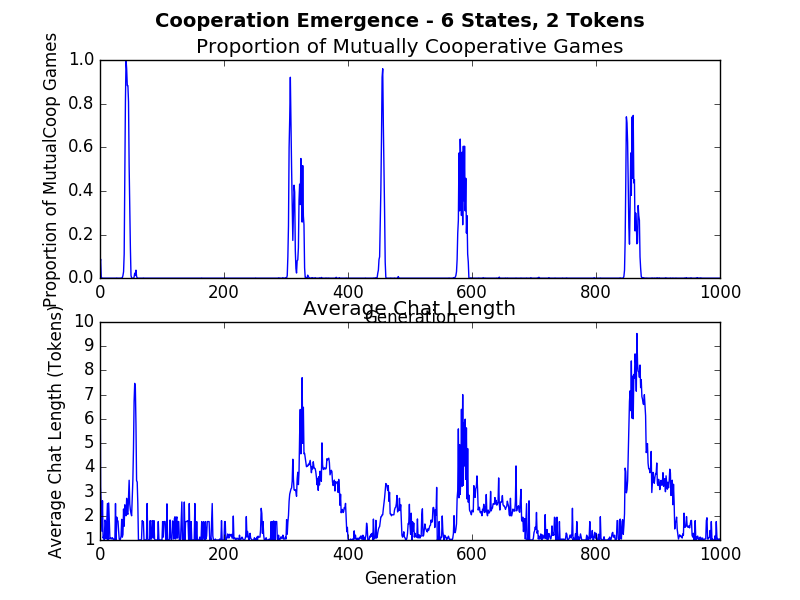 Cooperation Emergence - 6 States, 2 Tokens
Proportion of Mutually Cooperative Games
Proportion of MutualCoop Games
1.0
0.8
0.6
0.4
0.2
0.0
0 200 400 600 800 1000
Generation
Average Chat Length
Average Chat Length (Tokens)
10
9
8
7
6
5
4
3
2
1
0 200 400 600 800 1000
Generation